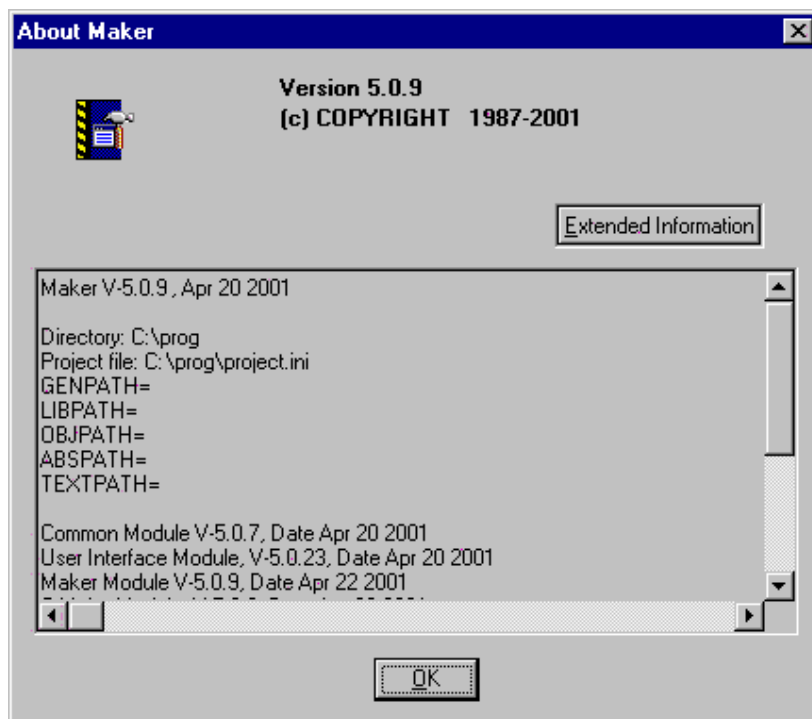 About Maker
Version 5.0.9
(c) COPYRIGHT 1987-2001
Extended Information
Maker V-5.0.9 , Apr 20 2001
Directory: C:\prog
Project file: C:\prog\project.ini
GENPATH=
LIBPATH=
OBJPATH=
ABSPATH=
TEXTPATH=
Common Module V-5.0.7, Date Apr 20 2001
User Interface Module, V-5.0.23, Date Apr 20 2001
Maker Module V-5.0.9, Date Apr 22 2001
OK